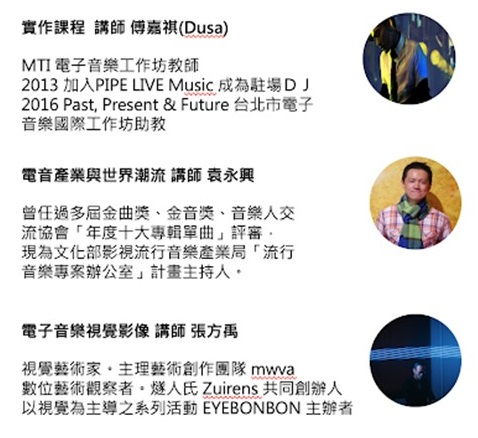 實作課程 講師 傅嘉祺(Dusa)
MTI 電子音樂工作坊教師
2013 加入PIPE LIVE Music 成為駐場ＤＪ
2016 Past, Present & Future 台北市電子
音樂國際工作坊助教
電音產業與世界潮流 講師 袁永興
曾任過多屆金曲獎、金音獎、音樂人交
流協會「年度十大專輯單曲」評審，
現為文化部影視流行音樂產業局「流行
音樂專案辦公室」計畫主持人。
電子音樂視覺影像 講師 張方禹
視覺藝術家。主理藝術創作團隊 mwva
數位藝術觀察者。燧人氏 Zuirens 共同創辦人
以視覺為主導之系列活動 EYEBONBON 主辦者